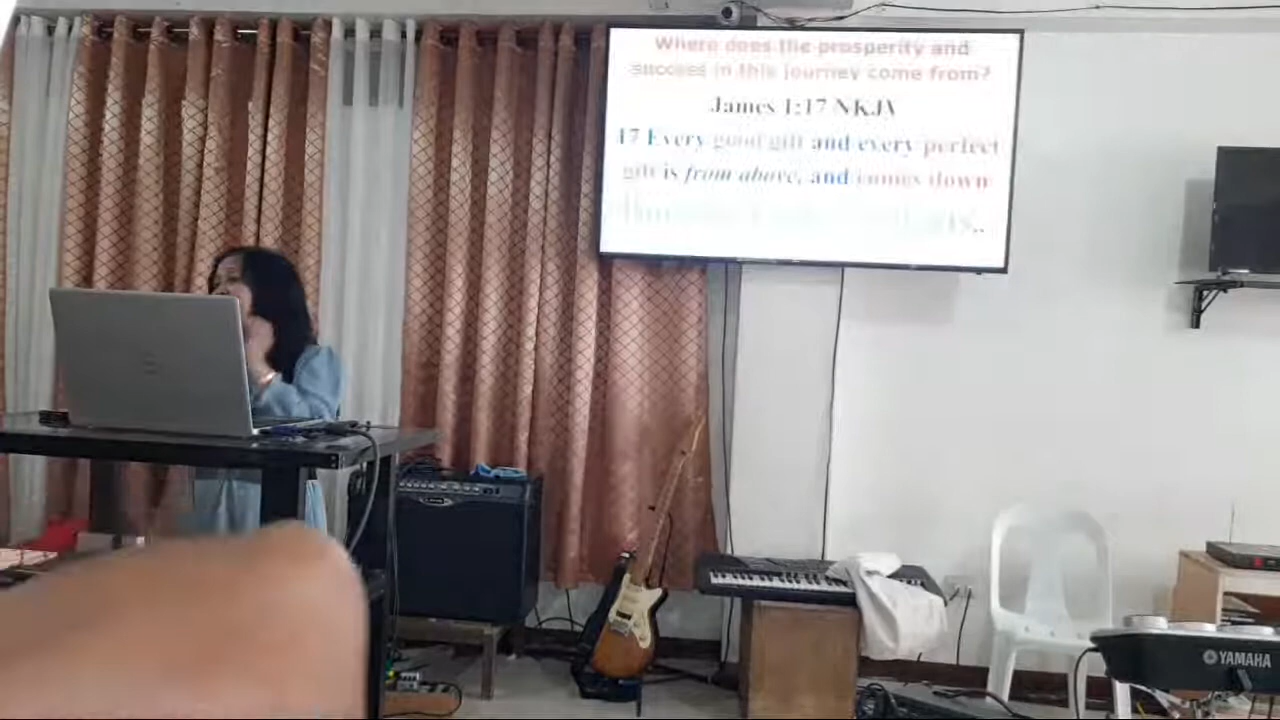 Where does the prosperity and
success in this journey come from?
James 1:17 NKJV
17 Every good gift and every perfect
gift is from above, and comes down
YAMAHA